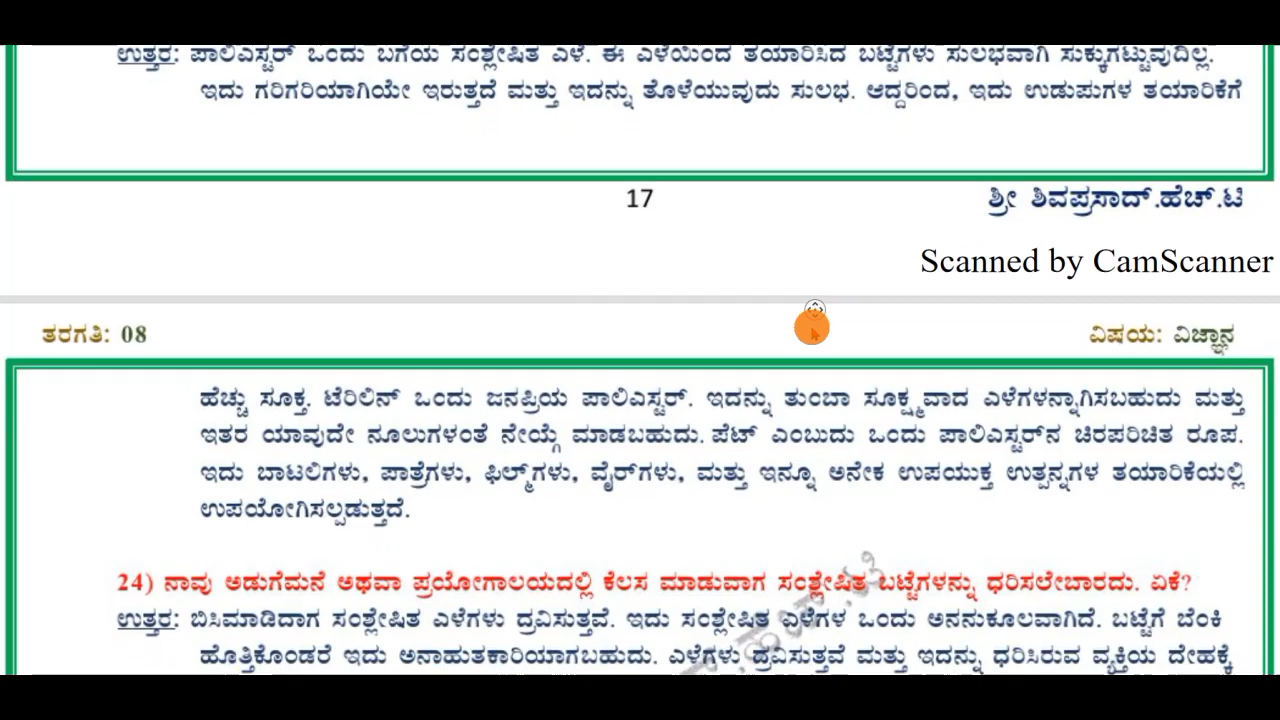 ಉತ್ತರ: ಪಾಲಿಎಸ್ಟರ್ ಒಂದು ಬಗೆಯ ಸಂಶ್ಲೇಷಿತ ಎಳೆ. ಈ ಎಳೆಯಿಂದ ತಯಾರಿಸಿದ ಬಟ್ಟೆಗಳು ಸುಲಭವಾಗಿ ಸುಕ್ಕುಗಟ್ಟುವುದಿಲ್ಲ.
ಇದು ಗರಿಗರಿಯಾಗಿಯೇ ಇರುತ್ತದೆ ಮತ್ತು ಇದನ್ನು ತೊಳೆಯುವುದು ಸುಲಭ. ಆದ್ದರಿಂದ, ಇದು ಉಡುಪುಗಳ ತಯಾರಿಕೆಗೆ
17
ಶ್ರೀ ಶಿವಪ್ರಸಾದ್.ಹೆಚ್.ಟಿ
Scanned by CamScanner
ತರಗತಿ: 08
ವಿಷಯ: ವಿಜ್ಞಾನ
ಹೆಚ್ಚು ಸೂಕ್ತ. ಟೆರಿಲಿನ್ ಒಂದು ಜನಪ್ರಿಯ ಪಾಲಿಎಸ್ಟರ್. ಇದನ್ನು ತುಂಬಾ ಸೂಕ್ಷ್ಮವಾದ ಎಳೆಗಳನ್ನಾಗಿಸಬಹುದು ಮತ್ತು
ಇತರ ಯಾವುದೇ ನೂಲುಗಳಂತೆ ನೇಯ್ಗೆ ಮಾಡಬಹುದು. ಪೆಟ್ ಎಂಬುದು ಒಂದು ಪಾಲಿಎಸ್ಟರ್‌ನ ಚಿರಪರಿಚಿತ ರೂಪ.
ಇದು ಬಾಟಲಿಗಳು, ಪಾತ್ರೆಗಳು, ಫಿಲ್ಮ್‌ಗಳು, ವೈರ್‌ಗಳು, ಮತ್ತು ಇನ್ನೂ ಅನೇಕ ಉಪಯುಕ್ತ ಉತ್ಪನ್ನಗಳ ತಯಾರಿಕೆಯಲ್ಲಿ
ಉಪಯೋಗಿಸಲ್ಪಡುತ್ತದೆ.
24) ನಾವು ಅಡುಗೆಮನೆ ಅಥವಾ ಪ್ರಯೋಗಾಲಯದಲ್ಲಿ ಕೆಲಸ ಮಾಡುವಾಗ ಸಂಶ್ಲೇಷಿತ ಬಟ್ಟೆಗಳನ್ನು ಧರಿಸಲೇಬಾರದು. ಏಕೆ?
ಉತ್ತರ: ಬಿಸಿಮಾಡಿದಾಗ ಸಂಶ್ಲೇಷಿತ ಎಳೆಗಳು ದ್ರವಿಸುತ್ತವೆ. ಇದು ಸಂಶ್ಲೇಷಿತ ಎಳೆಗಳ ಒಂದು ಅನನುಕೂಲವಾಗಿದೆ. ಬಟ್ಟೆಗೆ ಬೆಂಕಿ
ಹೊತ್ತಿಕೊಂಡರೆ ಇದು ಅನಾಹುತಕಾರಿಯಾಗಬಹುದು. ಎಳೆಗಳು ದ್ರವಿಸುತ್ತವೆ ಮತ್ತು ಇದನ್ನು ಧರಿಸಿರುವ ವ್ಯಕ್ತಿಯ ದೇಹಕ್ಕೆ